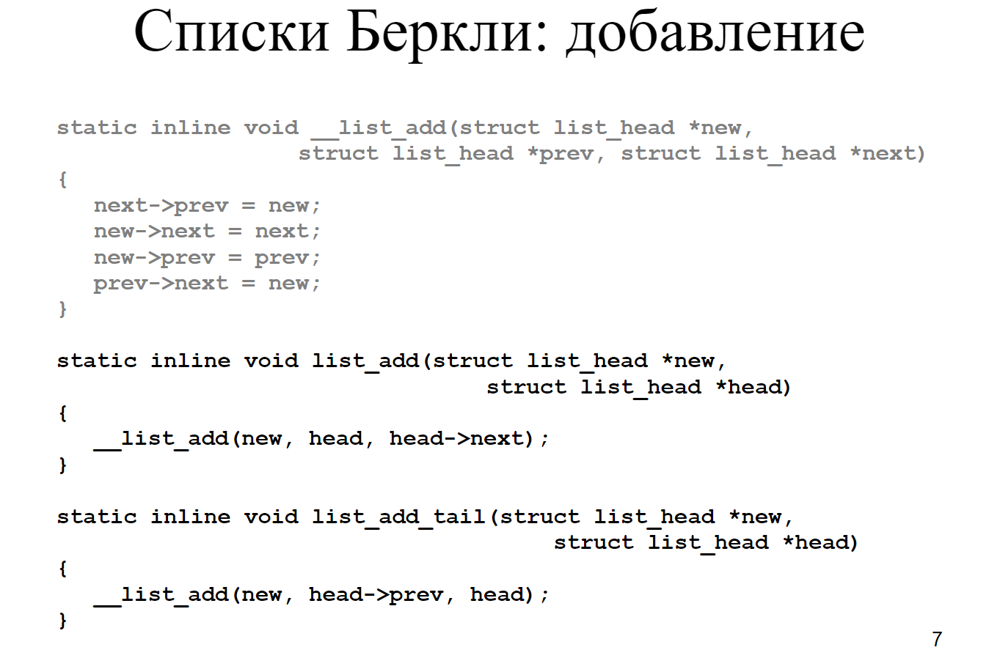 Списки Беркли: добавление
static inline void __list_add(struct list_head *new,
struct list_head *prev, struct list_head *next)
{
next->prev = new;
new->next = next;
new->prev = prev;
prev->next = new;
}
static inline void list_add(struct list_head *new,
struct list_head *head)
{
__list_add(new, head, head->next);
}
static inline void list_add_tail(struct list_head *new,
struct list_head *head)
{
__list_add(new, head->prev, head);
}
7